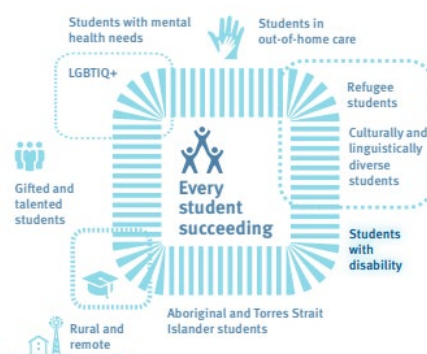 Students with mental
health needs
Students in
out-of-home care
LGBTIQ+
Refugee
students
Culturally and
linguistically
diverse
students
Every
student
succeeding
Gifted and
talented
students
Students
with
disability
Aboriginal and Torres Strait
Islander students
Rural and
remote